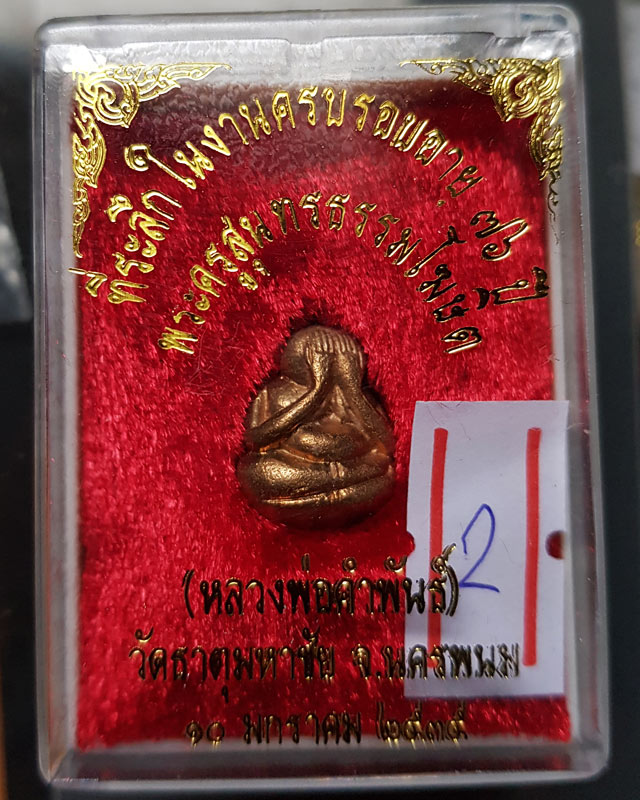 ที่ระลึก ในงานครบรอบอายุ ๗๖ ปี
พระครูสุนทรธรรมโฆษิต
(หลวงพ่อคำพันธ์)
วัดธาตุมหาชัย จ.นครพนม
๑๐ มกราคม ๒๕๓๕
2